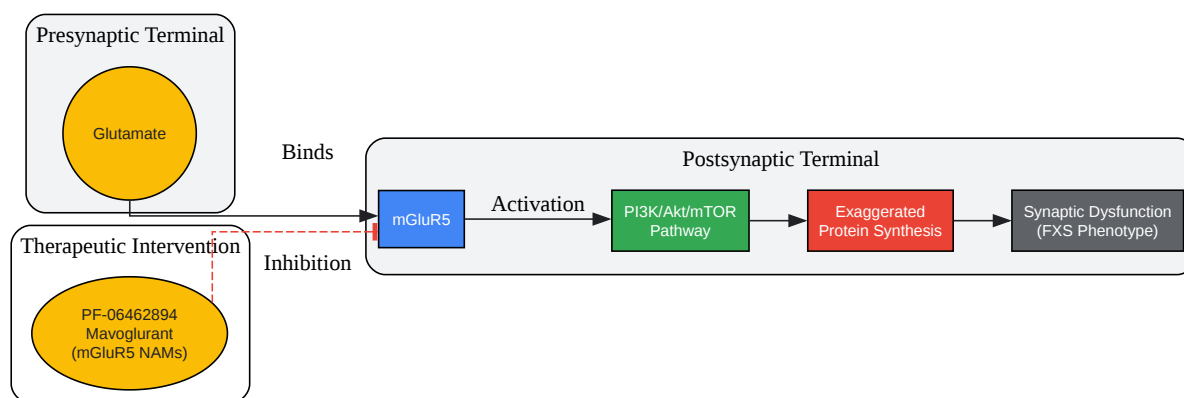 Presynaptic Terminal
Glutamate
Binds
Postsynaptic Terminal
mGluR5
Activation
PI3K/Akt/mTOR
Pathway
Exaggerated
Protein Synthesis
Synaptic Dysfunction
(FXS Phenotype)
Therapeutic Intervention
Inhibition
PF-06462894
Mavoglurant
(mGluR5 NAMs)